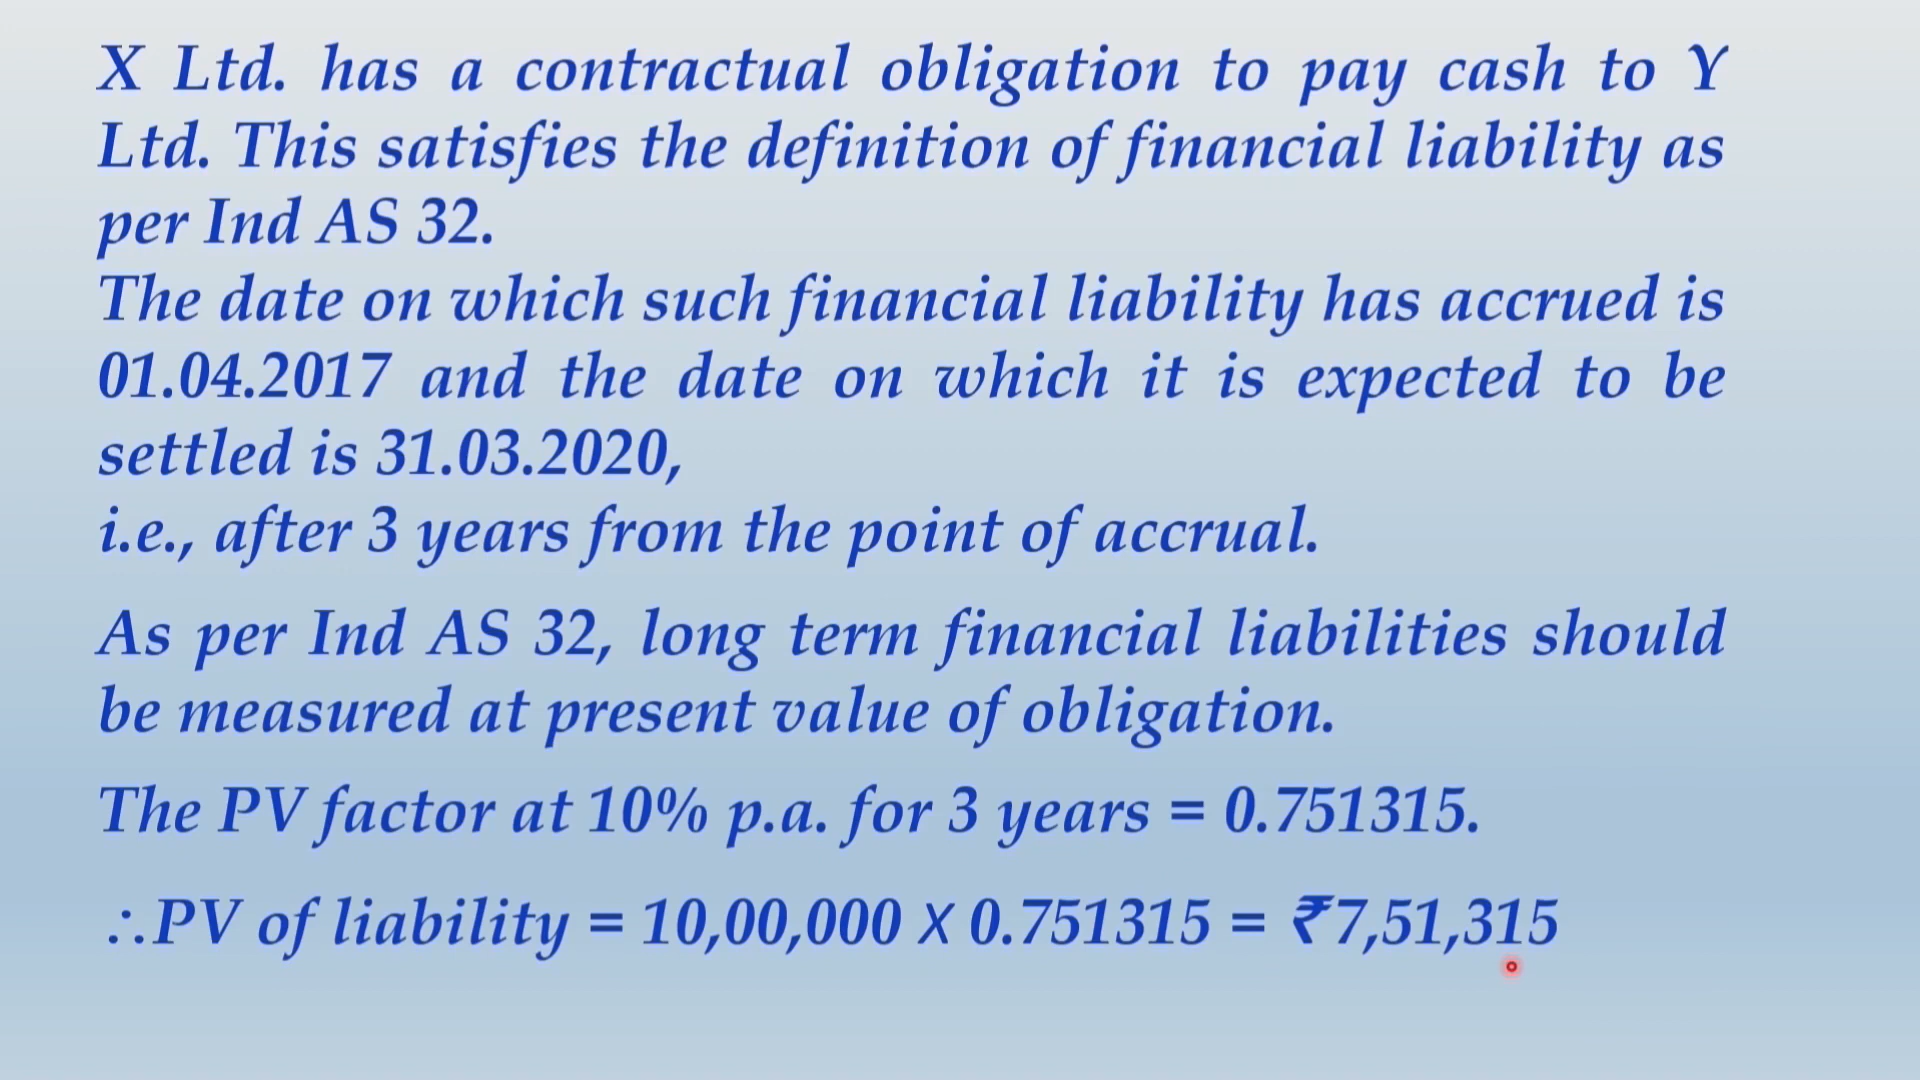 X Ltd. has a contractual obligation to pay cash to Y
Ltd. This satisfies the definition of financial liability as
per Ind AS 32.
The date on which such financial liability has accrued is
01.04.2017 and the date on which it is expected to be
settled is 31.03.2020,
i.e., after 3 years from the point of accrual.
As per Ind AS 32, long term financial liabilities should
be measured at present value of obligation.
The PV factor at 10% p.a. for 3 years = 0.751315.
∴PV of liability = 10,00,000 X 0.751315 = ₹7,51,315